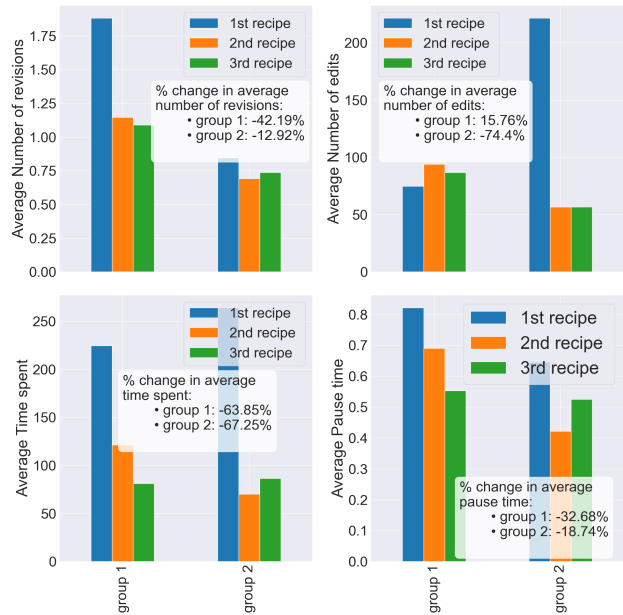 Average Number of revisions
1.75
1.50
1.25
1.00
0.75
0.50
0.25
0.00
1st recipe
2nd recipe
3rd recipe
% change in average
number of revisions:
• group 1: -42.19%
• group 2: -12.92%
Average Number of edits
200
150
100
50
0
1st recipe
2nd recipe
3rd recipe
% change in average
number of edits:
• group 1: 15.76%
• group 2: -74.4%
Average Time spent
250
200
150
100
50
0
1st recipe
2nd recipe
3rd recipe
% change in average
time spent:
• group 1: -63.85%
• group 2: -67.25%
group 1
group 2
Average Pause time
0.8
0.7
0.6
0.5
0.4
0.3
0.2
0.1
0.0
1st recipe
2nd recipe
3rd recipe
% change in average
pause time:
• group 1: -32.68%
• group 2: -18.74%
group 1
group 2